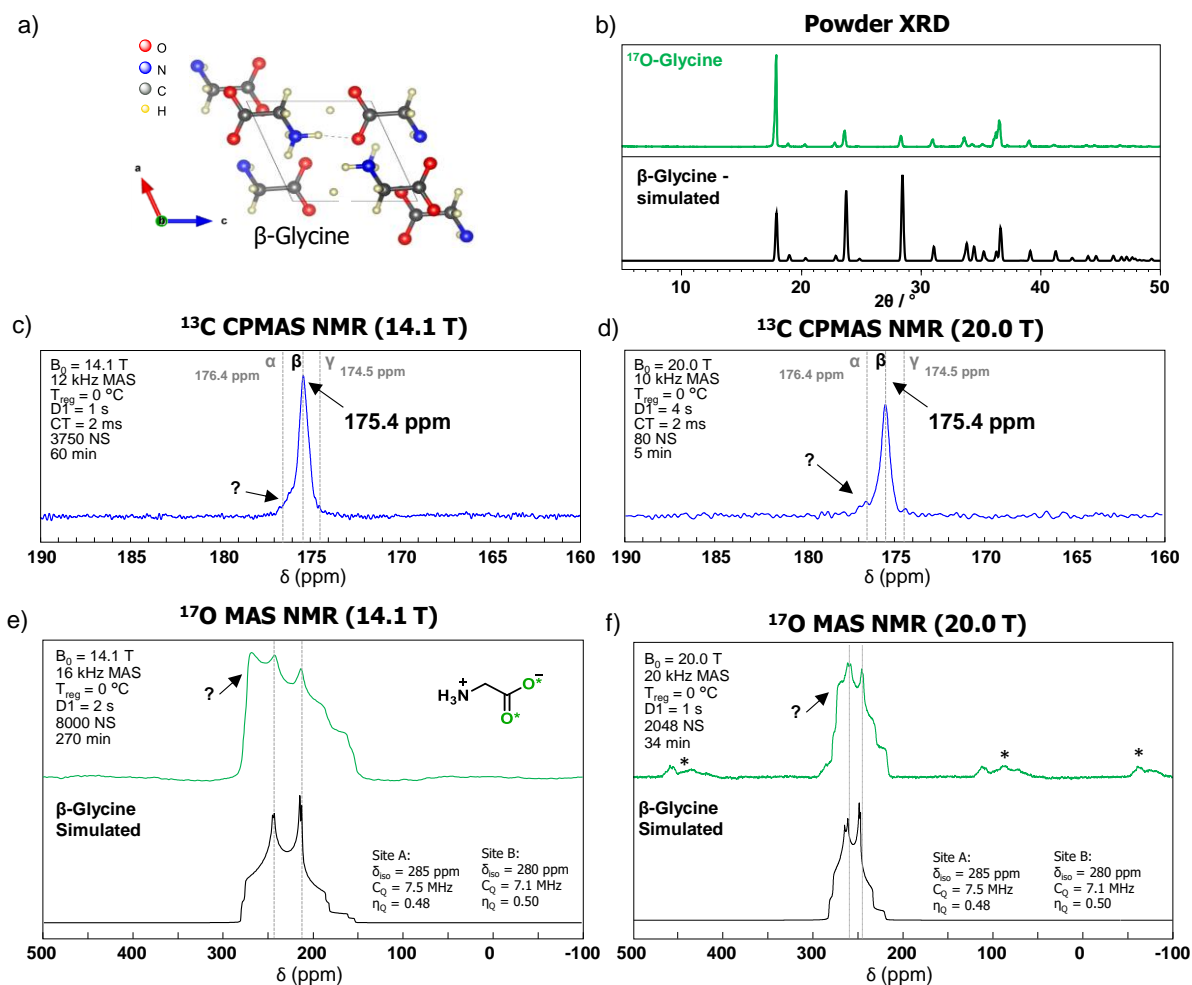 a)
O
N
C
H
a
b
c
β-Glycine
b)
Powder XRD
¹⁷O-Glycine
β-Glycine -
simulated
10
20
30
40
50
2θ / °
c)
¹³C CPMAS NMR (14.1 T)
B₀ = 14.1 T
12 kHz MAS
Tᵣₑg = 0 °C
D1 = 1 s
CT = 2 ms
3750 NS
60 min
α
β
γ
176.4 ppm
174.5 ppm
175.4 ppm
?
190
185
180
175
170
165
160
δ (ppm)
d)
¹³C CPMAS NMR (20.0 T)
B₀ = 20.0 T
10 kHz MAS
Tᵣₑg = 0 °C
D1 = 4 s
CT = 2 ms
80 NS
5 min
α
β
γ
176.4 ppm
174.5 ppm
175.4 ppm
?
190
185
180
175
170
165
160
δ (ppm)
e)
¹⁷O MAS NMR (14.1 T)
B₀ = 14.1 T
16 kHz MAS
Tᵣₑg = 0 °C
D1 = 2 s
8000 NS
270 min
?
H₃N⁺
O*⁻
O*
β-Glycine
Simulated
Site A:
δᵢₛₒ = 285 ppm
C_Q = 7.5 MHz
η_Q = 0.48
Site B:
δᵢₛₒ = 280 ppm
C_Q = 7.1 MHz
η_Q = 0.50
500
400
300
200
100
0
-100
δ (ppm)
f)
¹⁷O MAS NMR (20.0 T)
B₀ = 20.0 T
20 kHz MAS
Tᵣₑg = 0 °C
D1 = 1 s
2048 NS
34 min
?
*
*
*
β-Glycine
Simulated
Site A:
δᵢₛₒ = 285 ppm
C_Q = 7.5 MHz
η_Q = 0.48
Site B:
δᵢₛₒ = 280 ppm
C_Q = 7.1 MHz
η_Q = 0.50
500
400
300
200
100
0
-100
δ (ppm)